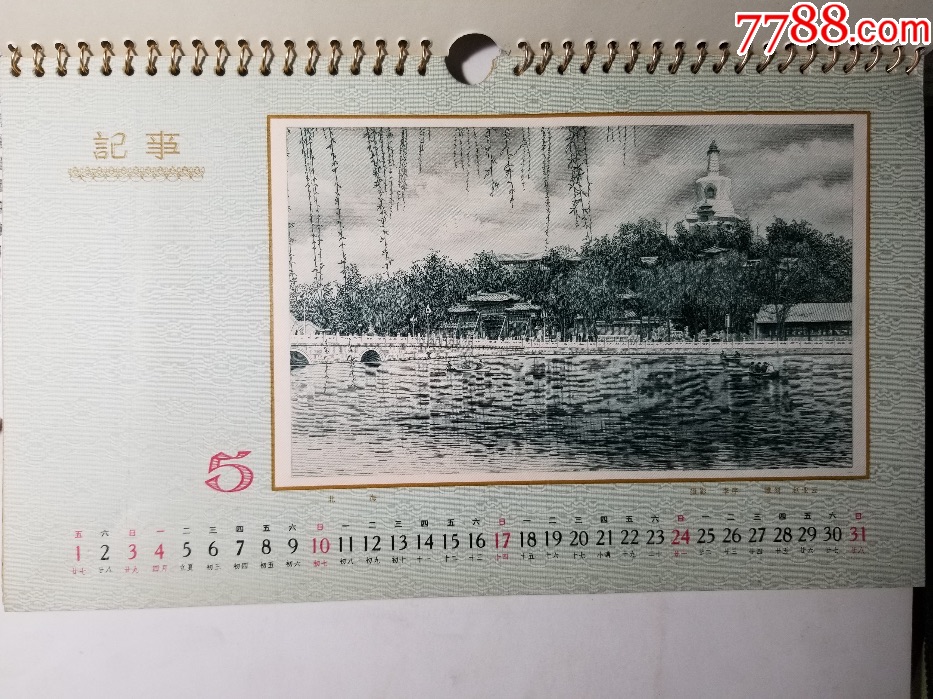 7788.com
記事
5
北 海
摄影 雕刻
五 六 日 一 二 三 四 五 六 日 一 二 三 四 五 六 日 一 二 三 四 五 六 日 一 二 三 四 五 六 日
1 2 3 4 5 6 7 8 9 10 11 12 13 14 15 16 17 18 19 20 21 22 23 24 25 26 27 28 29 30 31
廿七 廿八 廿九 四月 立夏 初三 初四 初五 初六 初七 初八 初九 初十 十一 十二 十三 十四 十五 十六 十七 小满 十九 二十 廿一 廿二 廿三 廿四 廿五 廿六 廿七 廿八